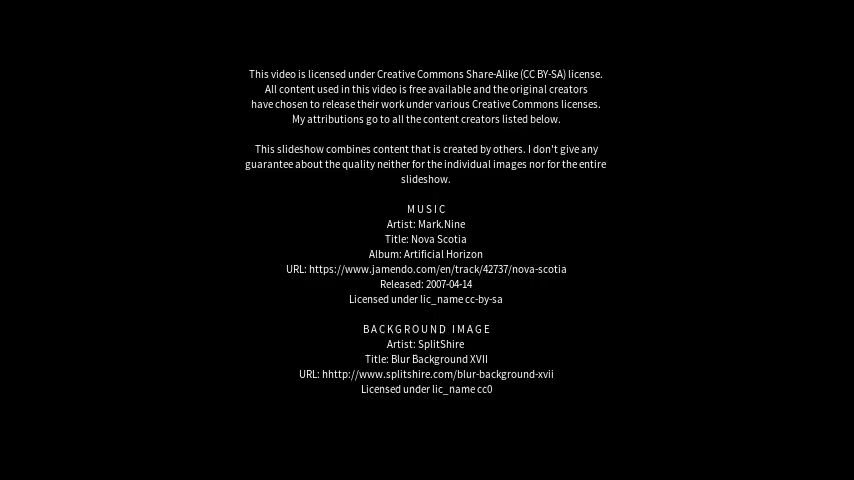 This video is licensed under Creative Commons Share-Alike (CC BY-SA) license.
All content used in this video is free available and the original creators
have chosen to release their work under various Creative Commons licenses.
My attributions go to all the content creators listed below.
This slideshow combines content that is created by others. I don't give any
guarantee about the quality neither for the individual images nor for the entire
slideshow.
MUSIC
Artist: Mark.Nine
Title: Nova Scotia
Album: Artificial Horizon
URL: https://www.jamendo.com/en/track/42737/nova-scotia
Released: 2007-04-14
Licensed under lic_name cc-by-sa
BACKGROUND IMAGE
Artist: SplitShire
Title: Blur Background XVII
URL: hhttp://www.splitshire.com/blur-background-xvii
Licensed under lic_name cc0